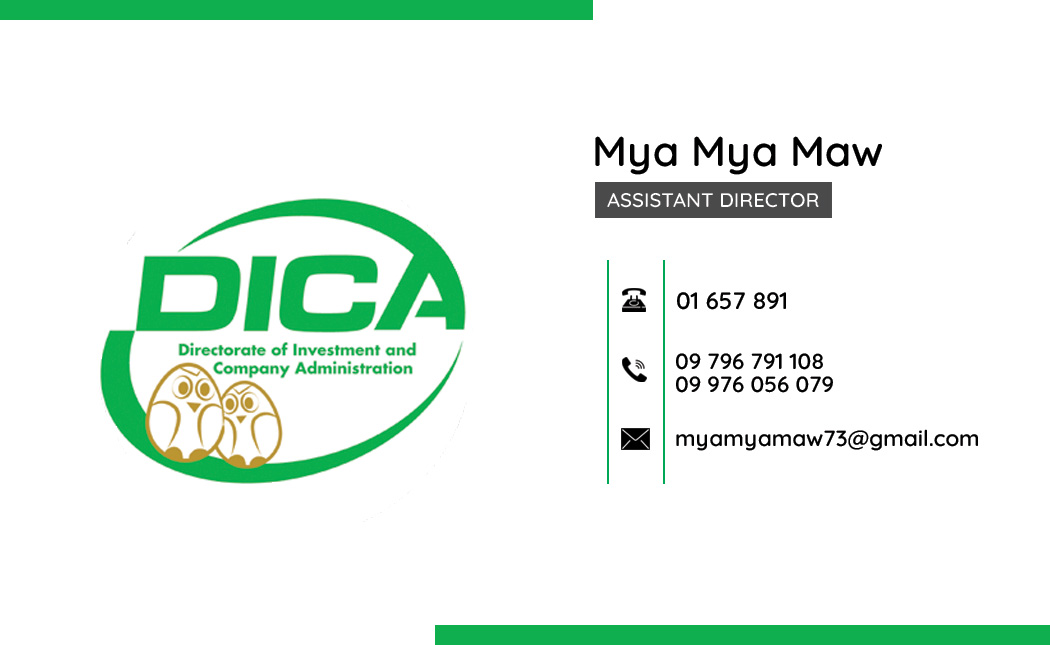 Mya Mya Maw
ASSISTANT DIRECTOR
DICA
Directorate of Investment and
Company Administration
01 657 891
09 796 791 108
09 976 056 079
myamyamaw73@gmail.com